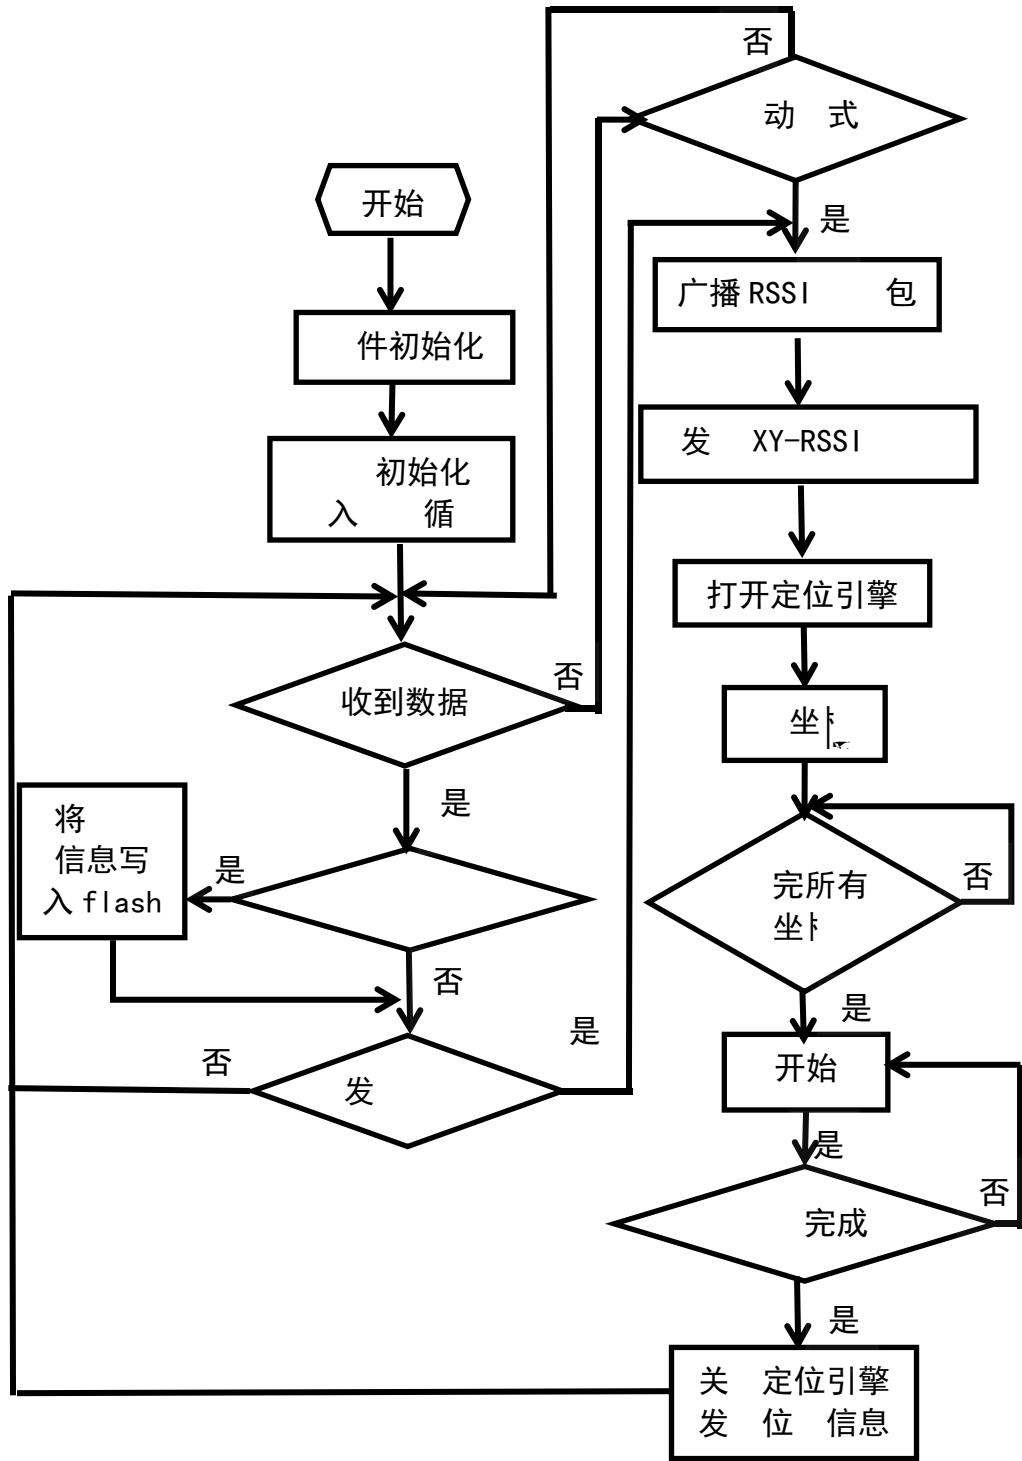 开始
件初始化
初始化
入 循
收到数据
否
是
是
将
信息写
入 flash
否
发
否
是
否
动 式
是
广播 RSSI 包
发 XY-RSSI
打开定位引擎
坐
完所有
坐
否
是
开始
是
完成
否
是
关 定位引擎
发 位 信息